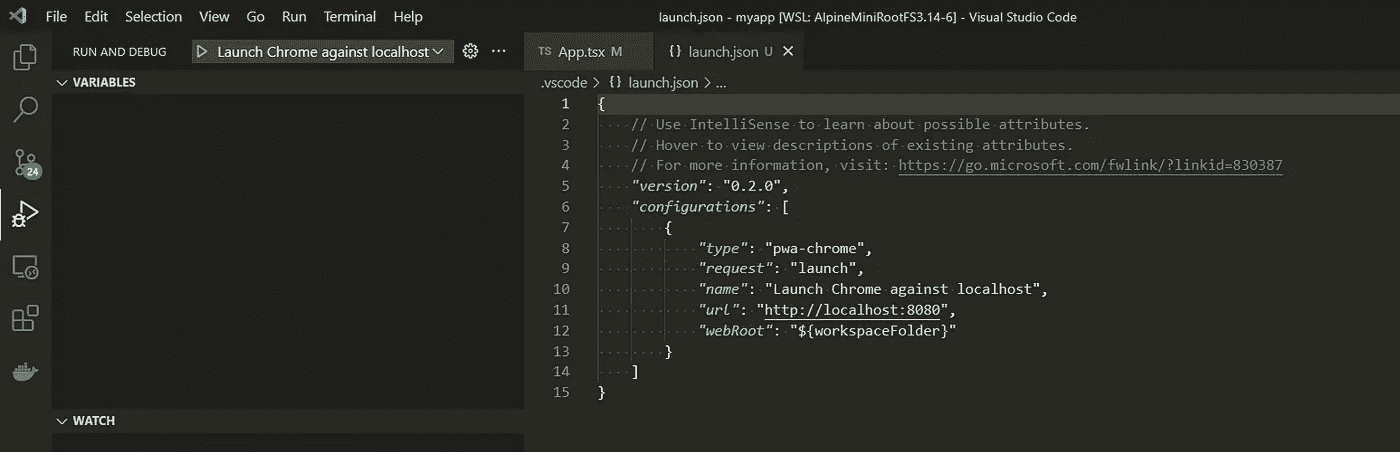 File Edit Selection View Go Run Terminal Help
launch.json - myapp [WSL: AlpineMiniRootFS3.14-6] - Visual Studio Code
RUN AND DEBUG
Launch Chrome against localhost
TS App.tsx M
{} launch.json U
VARIABLES
.vscode > {} launch.json > ...
1 {
2 // Use IntelliSense to learn about possible attributes.
3 // Hover to view descriptions of existing attributes.
4 // For more information, visit: https://go.microsoft.com/fwlink/?linkid=830387
5 "version": "0.2.0",
6 "configurations": [
7 {
8 "type": "pwa-chrome",
9 "request": "launch",
10 "name": "Launch Chrome against localhost",
11 "url": "http://localhost:8080",
12 "webRoot": "${workspaceFolder}"
13 }
14 ]
15 }
24
WATCH